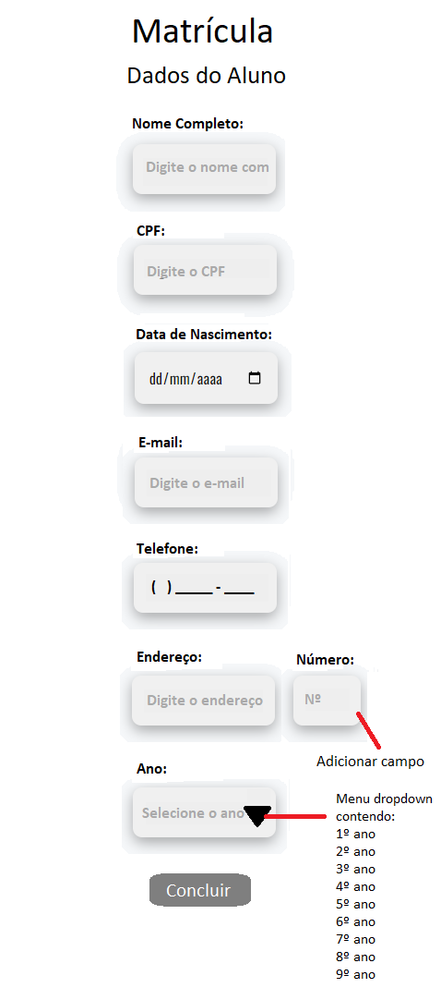 Matrícula
Dados do Aluno
Nome Completo:
Digite o nome com
CPF:
Digite o CPF
Data de Nascimento:
dd/mm/aaaa
E-mail:
Digite o e-mail
Telefone:
(   ) _____ - ____
Endereço: Número:
Digite o endereço Nº
Adicionar campo
Ano:
Selecione o ano
Menu dropdown
contendo:
1º ano
2º ano
3º ano
4º ano
5º ano
6º ano
7º ano
8º ano
9º ano
Concluir